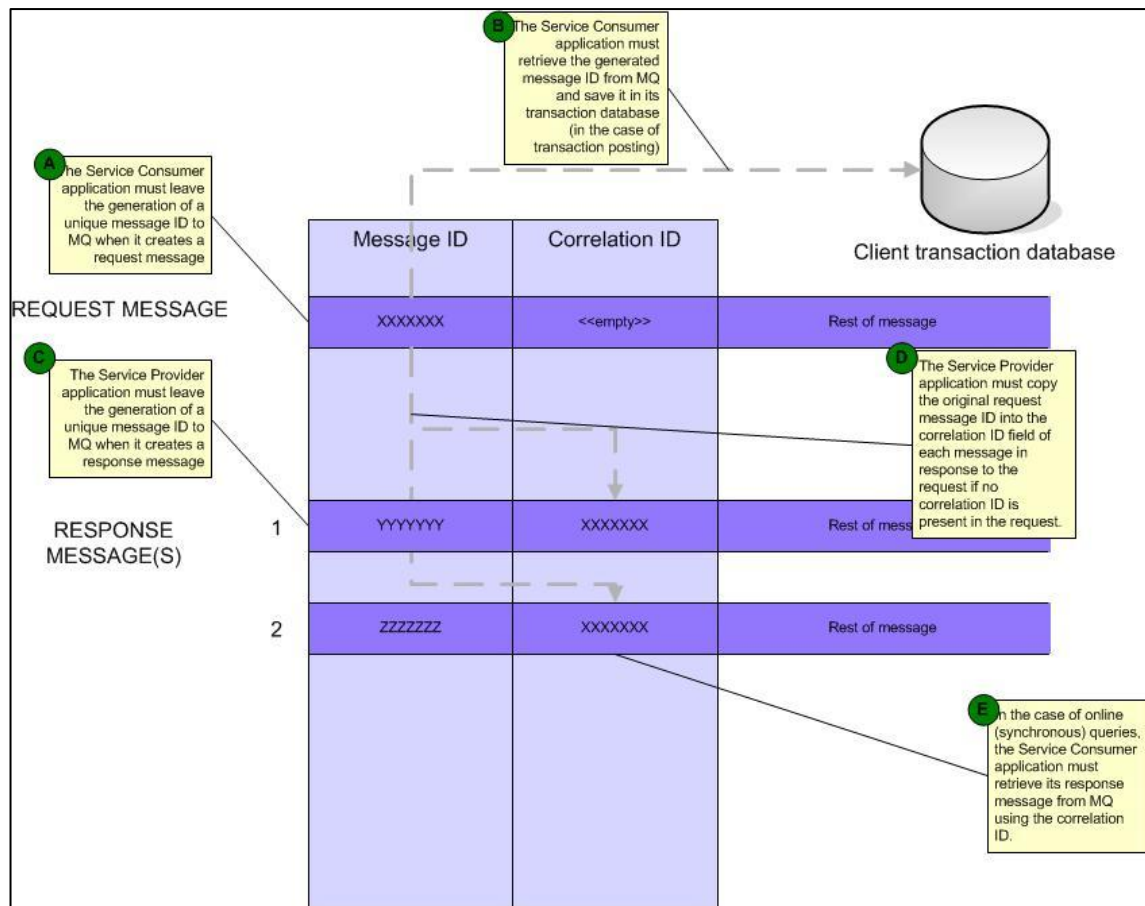 B
The Service Consumer
application must
retrieve the generated
message ID from MQ
and save it in its
transaction database
(in the case of
transaction posting)
A
The Service Consumer
application must leave
the generation of a
unique message ID to
MQ when it creates a
request message
Message ID
Correlation ID
Client transaction database
REQUEST MESSAGE
XXXXXXX
<<empty>>
Rest of message
C
The Service Provider
application must leave
the generation of a
unique message ID to
MQ when it creates a
response message
D
The Service Provider
application must copy
the original request
message ID into the
correlation ID field of
each message in
response to the
request if no
correlation ID is
present in the request.
RESPONSE
MESSAGE(S)
1
YYYYYYY
XXXXXXX
Rest of mess
2
ZZZZZZZ
XXXXXXX
Rest of message
E
In the case of online
(synchronous) queries,
the Service Consumer
application must
retrieve its response
message from MQ
using the correlation
ID.